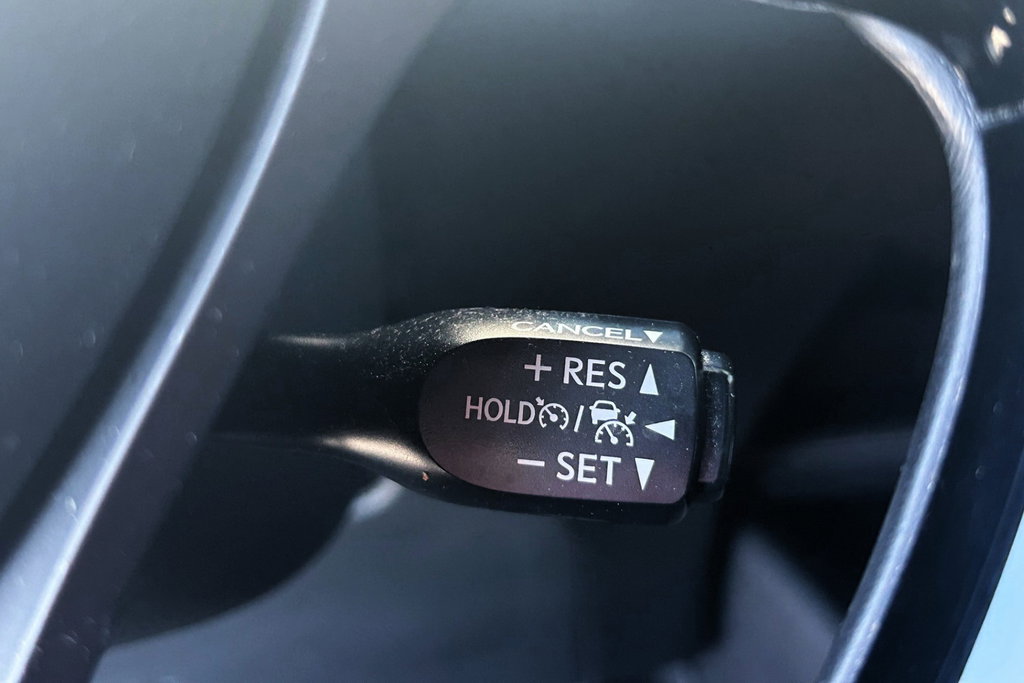 CANCEL▼
+ RES ▲
HOLD / ◀
− SET ▼